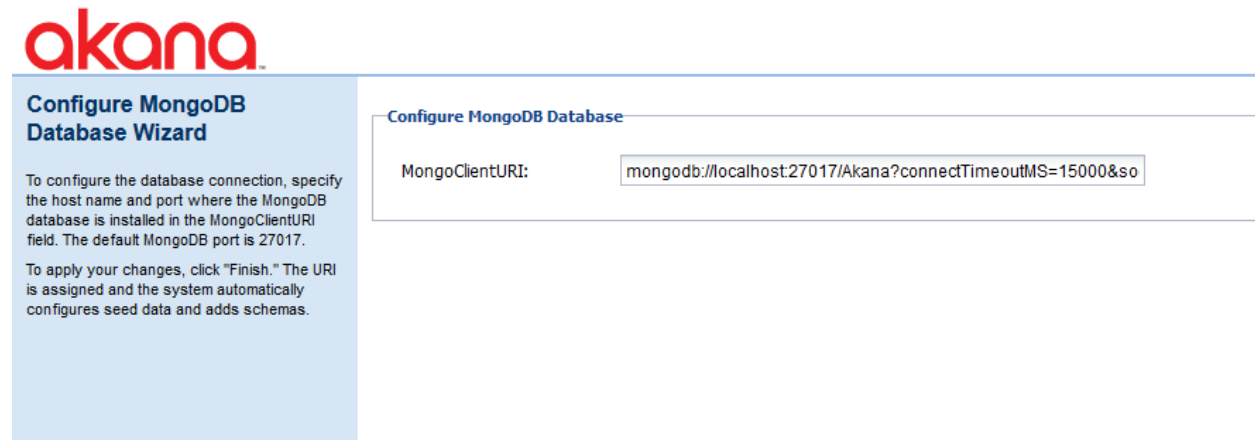 akana
Configure MongoDB
Database Wizard
To configure the database connection, specify
the host name and port where the MongoDB
database is installed in the MongoClientURI
field. The default MongoDB port is 27017.
To apply your changes, click "Finish." The URI
is assigned and the system automatically
configures seed data and adds schemas.
Configure MongoDB Database
MongoClientURI: mongodb://localhost:27017/Akana?connectTimeoutMS=15000&so